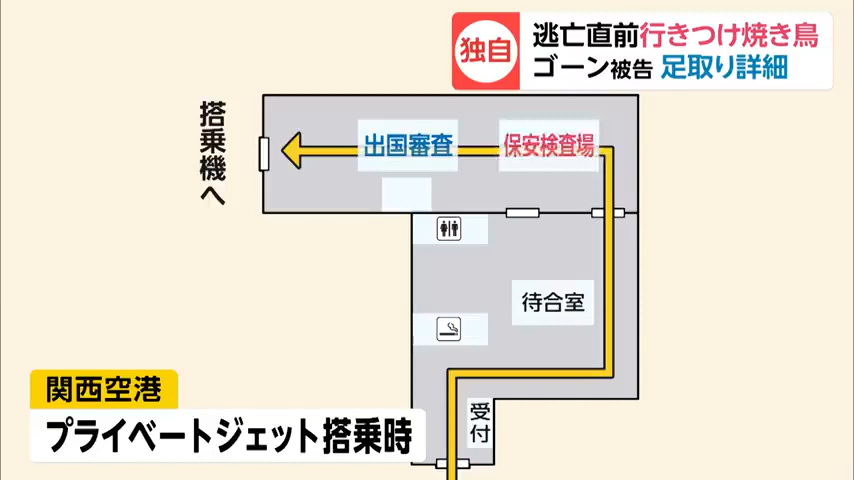 独自
逃亡直前行きつけ焼き鳥
ゴーン被告 足取り詳細
搭乗機へ
出国審査
保安検査場
待合室
受付
関西空港
プライベートジェット搭乗時